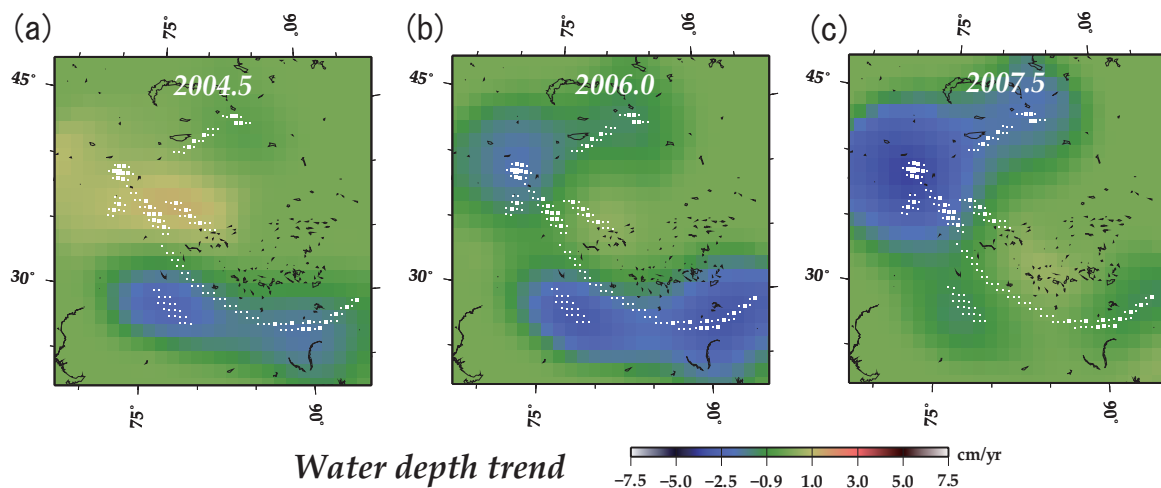 (a) (b) (c)
75° 90° 75° 90° 75° 90°
2004.5 2006.0 2007.5
45° 45° 45°
30° 30° 30°
75° 90° 75° 90° 75° 90°
Water depth trend
cm/yr
−7.5 −5.0 −2.5 −0.9 1.0 3.0 5.0 7.5